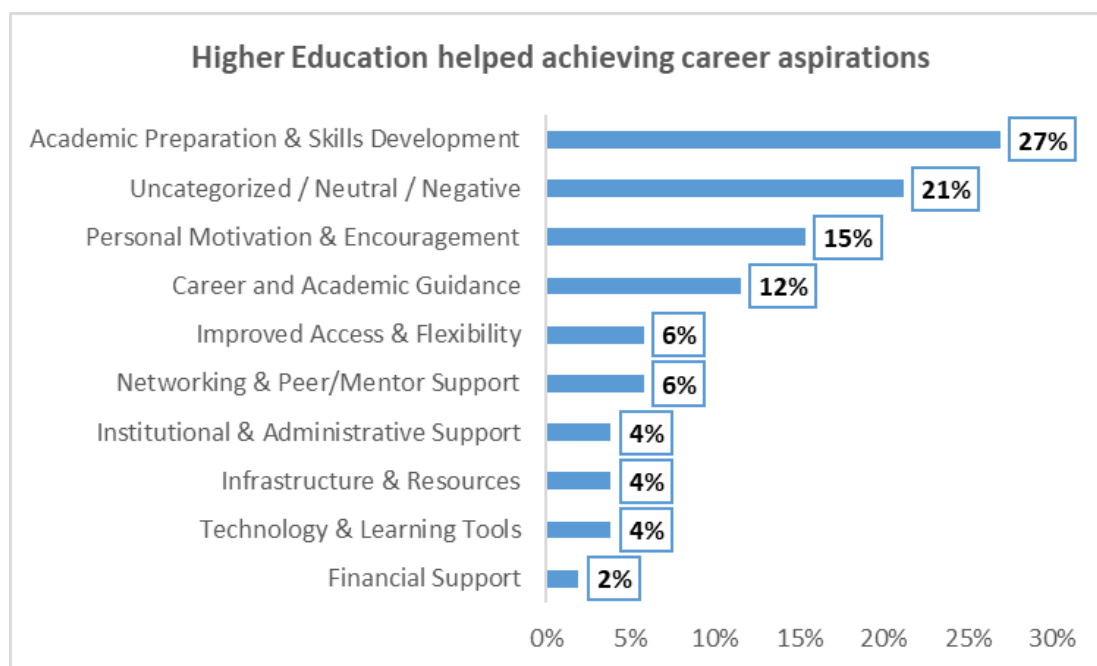 Higher Education helped achieving career aspirations
Academic Preparation & Skills Development 27%
Uncategorized / Neutral / Negative 21%
Personal Motivation & Encouragement 15%
Career and Academic Guidance 12%
Improved Access & Flexibility 6%
Networking & Peer/Mentor Support 6%
Institutional & Administrative Support 4%
Infrastructure & Resources 4%
Technology & Learning Tools 4%
Financial Support 2%
0% 5% 10% 15% 20% 25% 30%